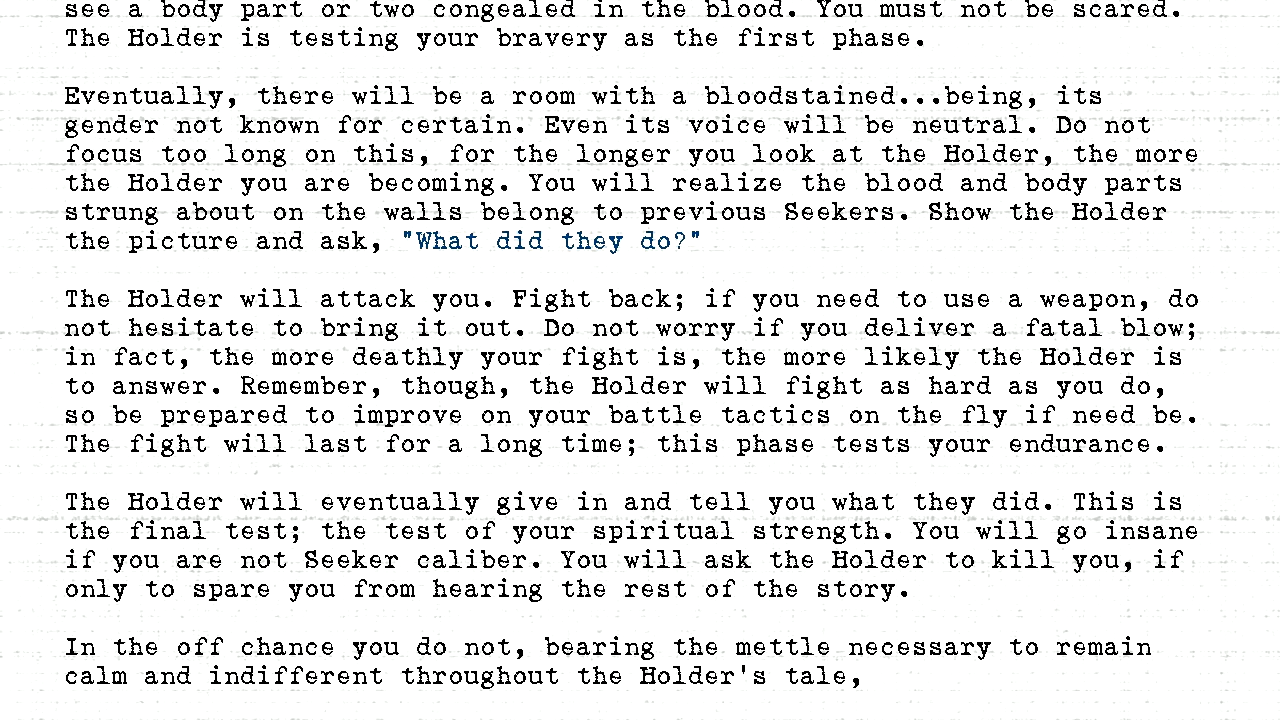 see a body part or two congealed in the blood. You must not be scared.
The Holder is testing your bravery as the first phase.
Eventually, there will be a room with a bloodstained...being, its
gender not known for certain. Even its voice will be neutral. Do not
focus too long on this, for the longer you look at the Holder, the more
the Holder you are becoming. You will realize the blood and body parts
strung about on the walls belong to previous Seekers. Show the Holder
the picture and ask, "What did they do?"
The Holder will attack you. Fight back; if you need to use a weapon, do
not hesitate to bring it out. Do not worry if you deliver a fatal blow;
in fact, the more deathly your fight is, the more likely the Holder is
to answer. Remember, though, the Holder will fight as hard as you do,
so be prepared to improve on your battle tactics on the fly if need be.
The fight will last for a long time; this phase tests your endurance.
The Holder will eventually give in and tell you what they did. This is
the final test; the test of your spiritual strength. You will go insane
if you are not Seeker caliber. You will ask the Holder to kill you, if
only to spare you from hearing the rest of the story.
In the off chance you do not, bearing the mettle necessary to remain
calm and indifferent throughout the Holder's tale,